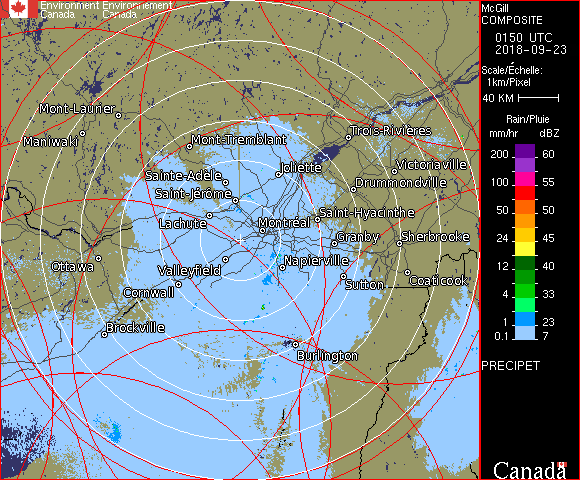 Environment Environnement
Canada Canada
McGill
COMPOSITE
0150 UTC
2018-09-23
Scale/Échelle:
1km/Pixel
40 KM
Rain/Pluie
mm/hr dBZ
200 60
100 55
50 50
24 45
12 40
4 33
1 23
0.1 7
PRECIPET
Canada
Mont-Laurier
Maniwaki
Mont-Tremblant
Trois-Rivières
Joliette
Victoriaville
Sainte-Adèle
Drummondville
Saint-Jérôme
Saint-Hyacinthe
Lachute
Montréal
Granby
Sherbrooke
Ottawa
Valleyfield
Napierville
Coaticook
Cornwall
Sutton
Brockville
Burlington